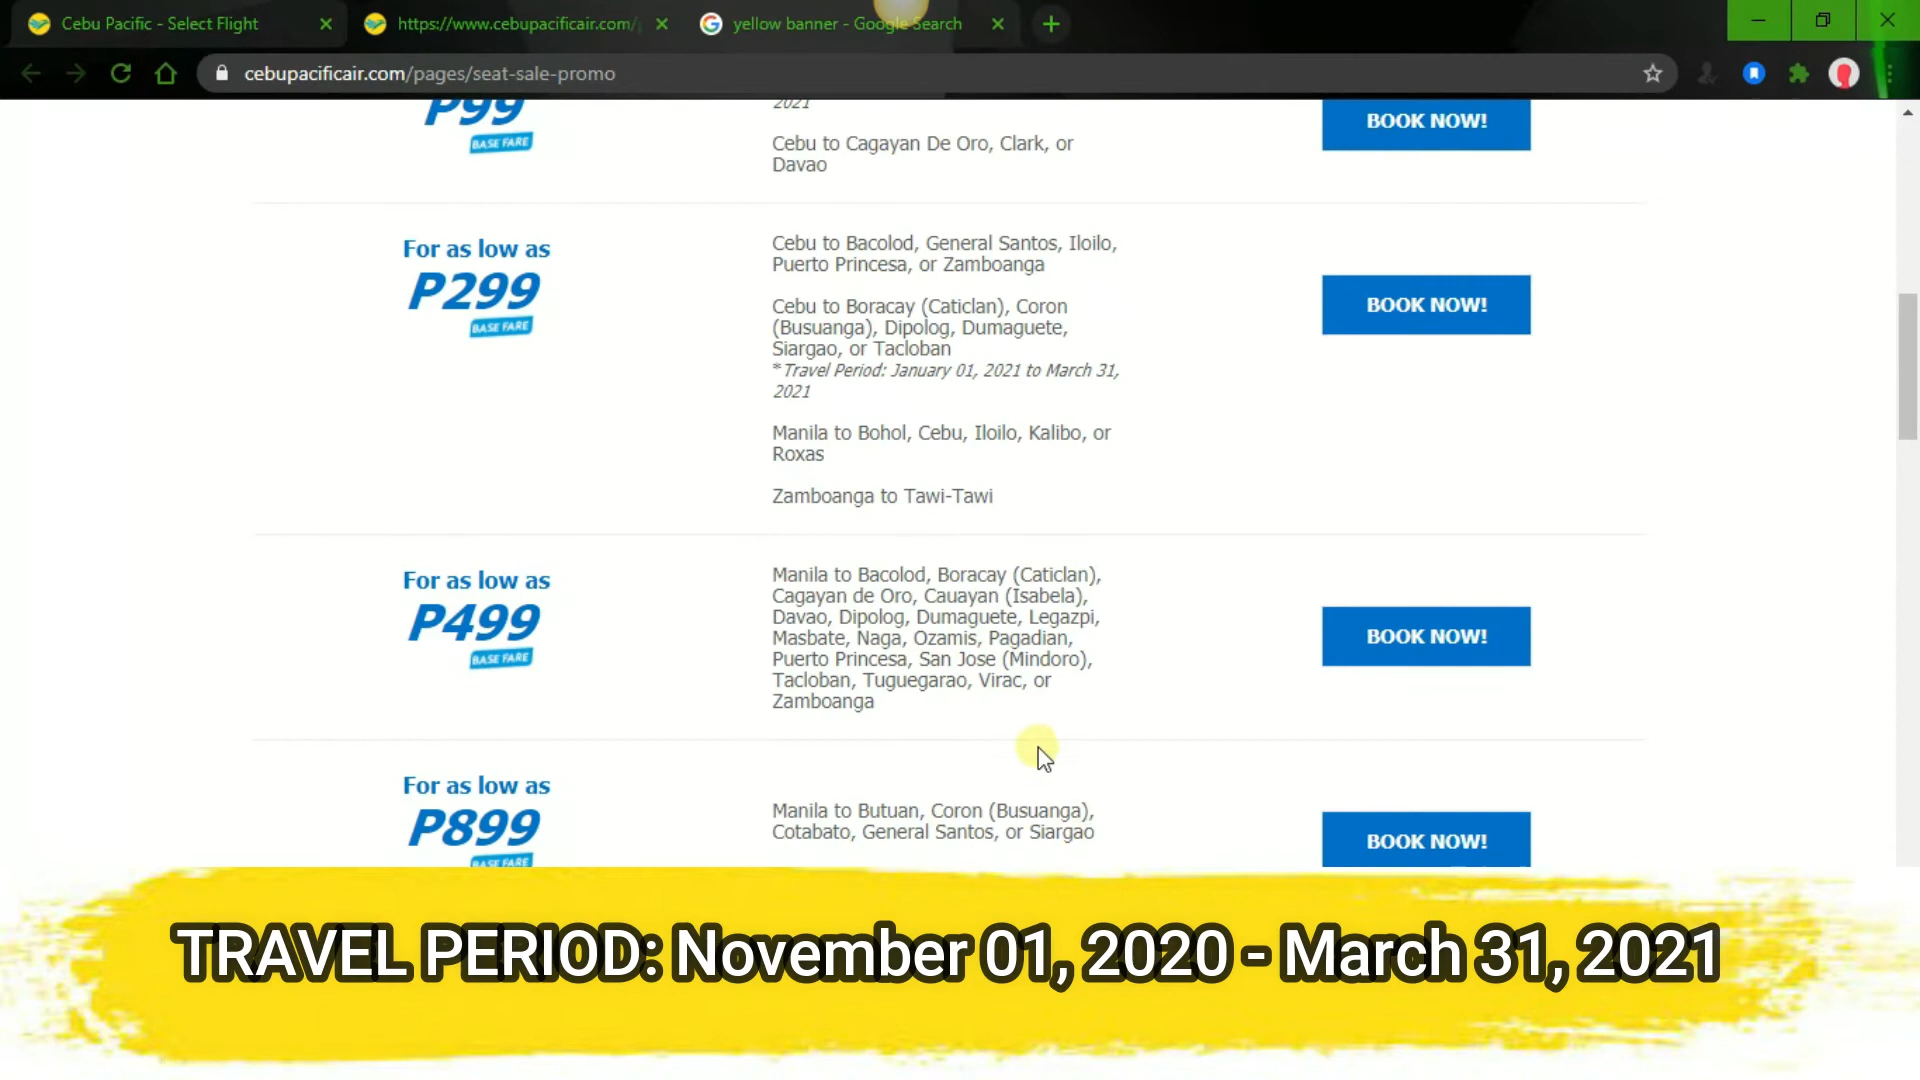 Cebu Pacific - Select Flight
https://www.cebupacificair.com/
yellow banner - Google Search
cebupacificair.com/pages/seat-sale-promo
P99
BASE FARE
2021
Cebu to Cagayan De Oro, Clark, or
Davao
BOOK NOW!
For as low as
P299
BASE FARE
Cebu to Bacolod, General Santos, Iloilo,
Puerto Princesa, or Zamboanga
Cebu to Boracay (Caticlan), Coron
(Busuanga), Dipolog, Dumaguete,
Siargao, or Tacloban
*Travel Period: January 01, 2021 to March 31,
2021
Manila to Bohol, Cebu, Iloilo, Kalibo, or
Roxas
Zamboanga to Tawi-Tawi
BOOK NOW!
For as low as
P499
BASE FARE
Manila to Bacolod, Boracay (Caticlan),
Cagayan de Oro, Cauayan (Isabela),
Davao, Dipolog, Dumaguete, Legazpi,
Masbate, Naga, Ozamis, Pagadian,
Puerto Princesa, San Jose (Mindoro),
Tacloban, Tuguegarao, Virac, or
Zamboanga
BOOK NOW!
For as low as
P899
BASE FARE
Manila to Butuan, Coron (Busuanga),
Cotabato, General Santos, or Siargao
BOOK NOW!
TRAVEL PERIOD: November 01, 2020 - March 31, 2021